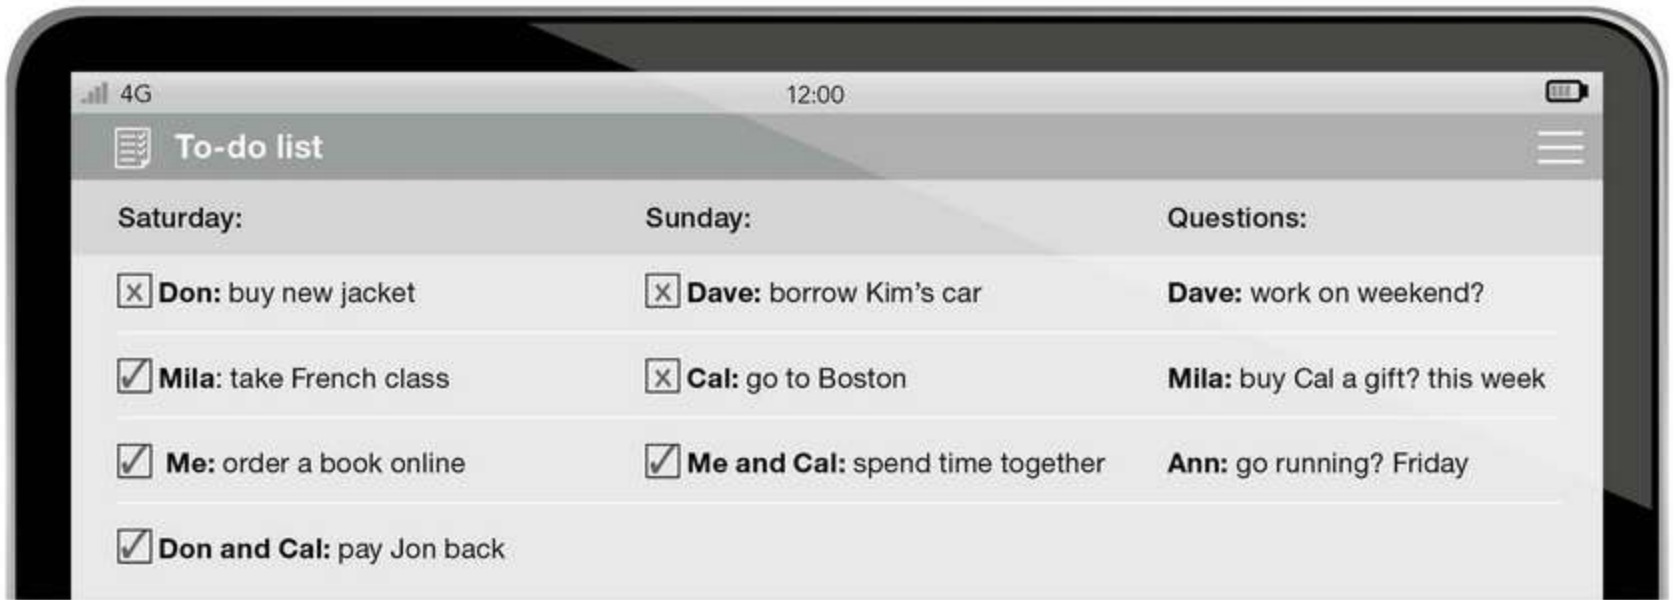 4G 12:00
To-do list
Saturday: Sunday: Questions:
Don: buy new jacket Dave: borrow Kim’s car Dave: work on weekend?
Mila: take French class Cal: go to Boston Mila: buy Cal a gift? this week
Me: order a book online Me and Cal: spend time together Ann: go running? Friday
Don and Cal: pay Jon back